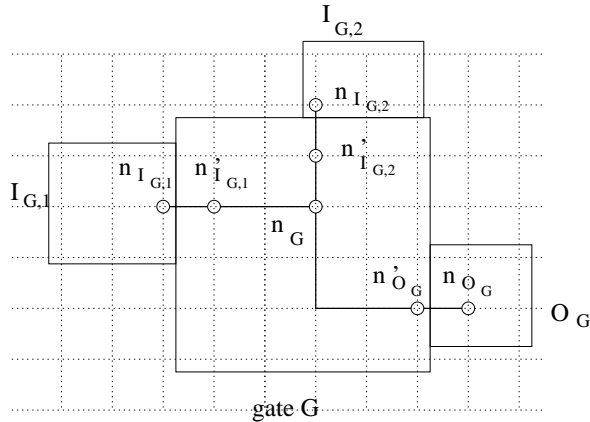 I G,2
n I G,2
n' I G,2
n I G,1
n' I G,1
I G,1
n G
n' O G
n O G
O G
gate G